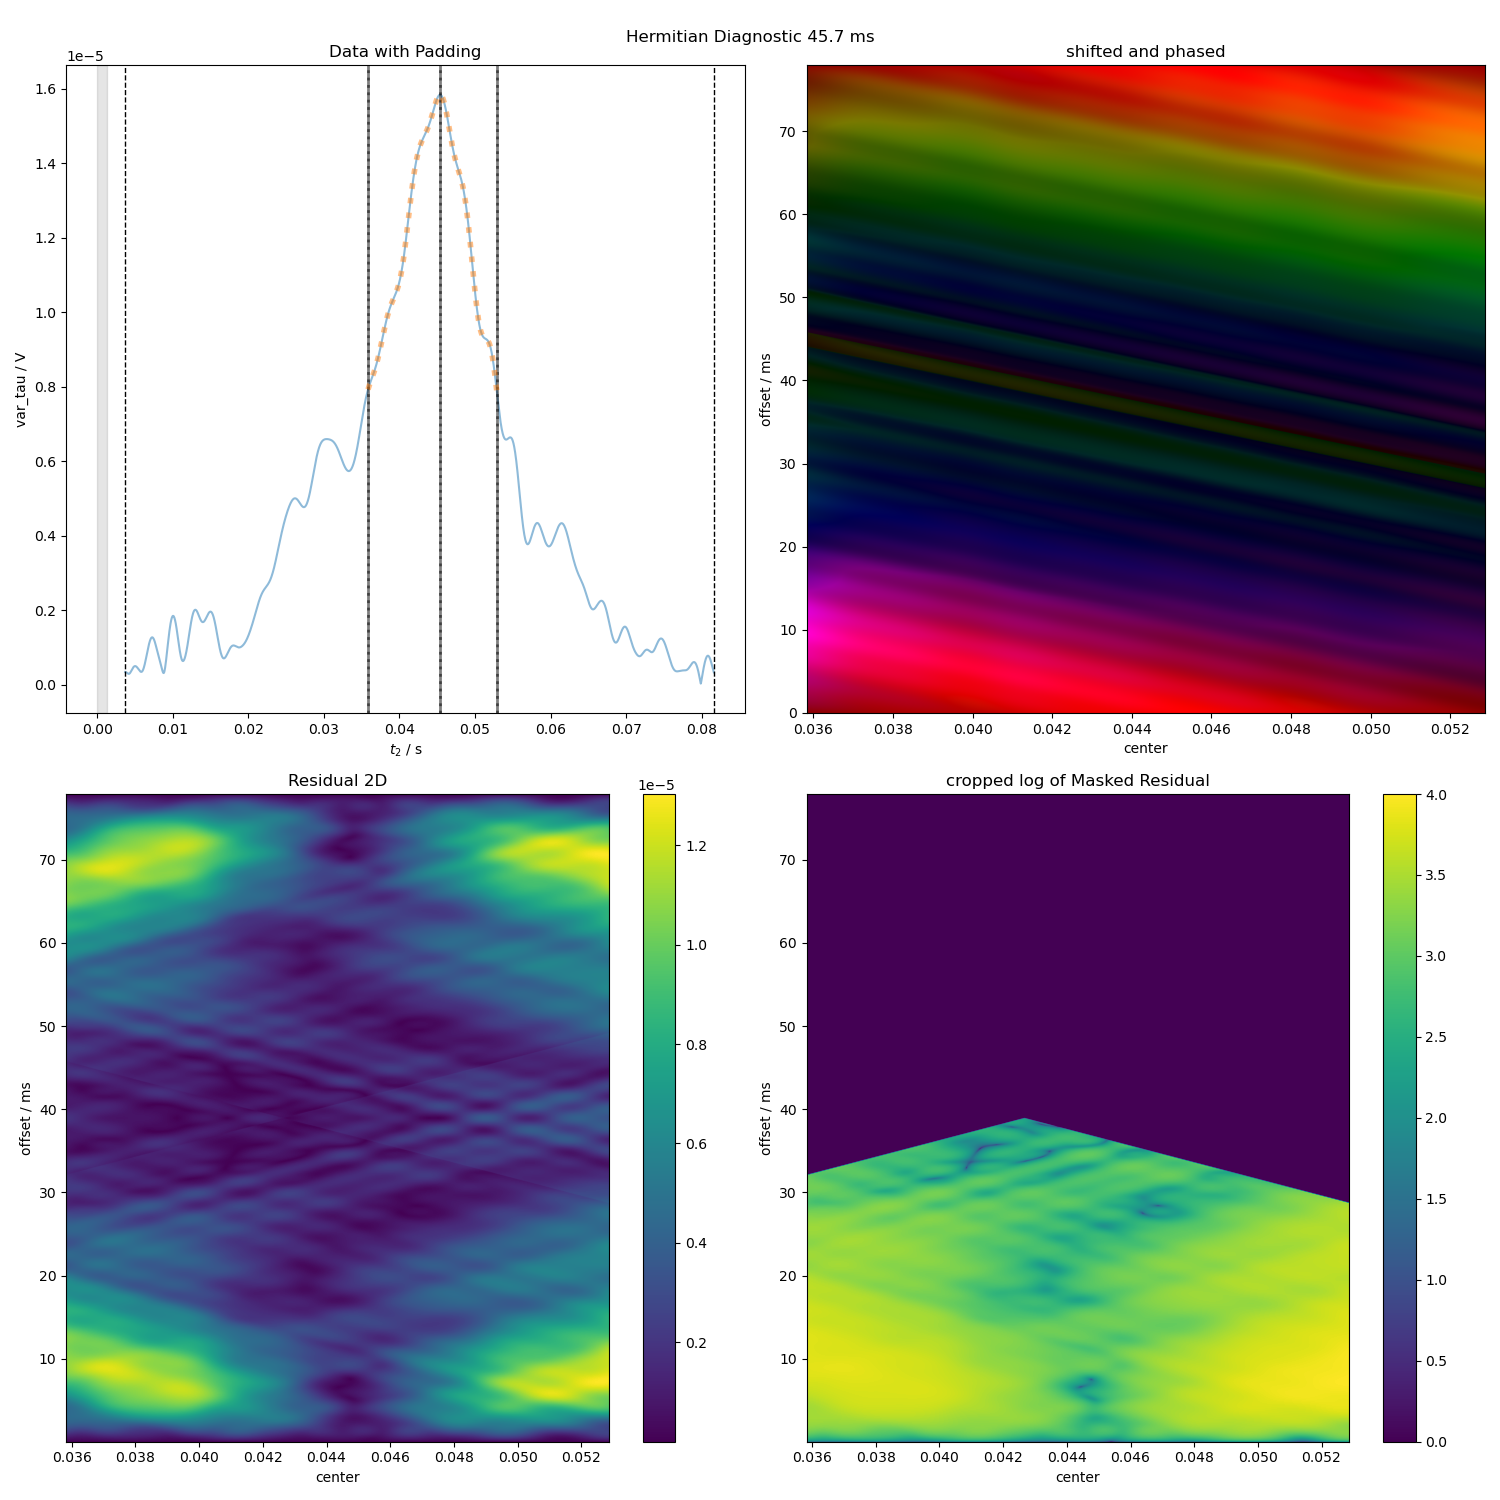 Hermitian Diagnostic 45.7 ms
Data with Padding
1e−5
1.6
1.4
1.2
1.0
0.8
0.6
0.4
0.2
0.0
var_tau / V
0.00 0.01 0.02 0.03 0.04 0.05 0.06 0.07 0.08
t2 / s
shifted and phased
70
60
50
40
30
20
10
0
offset / ms
0.036 0.038 0.040 0.042 0.044 0.046 0.048 0.050 0.052
center
Residual 2D
70
60
50
40
30
20
10
offset / ms
0.036 0.038 0.040 0.042 0.044 0.046 0.048 0.050 0.052
center
1e−5
1.2
1.0
0.8
0.6
0.4
0.2
cropped log of Masked Residual
70
60
50
40
30
20
10
offset / ms
0.036 0.038 0.040 0.042 0.044 0.046 0.048 0.050 0.052
center
4.0
3.5
3.0
2.5
2.0
1.5
1.0
0.5
0.0